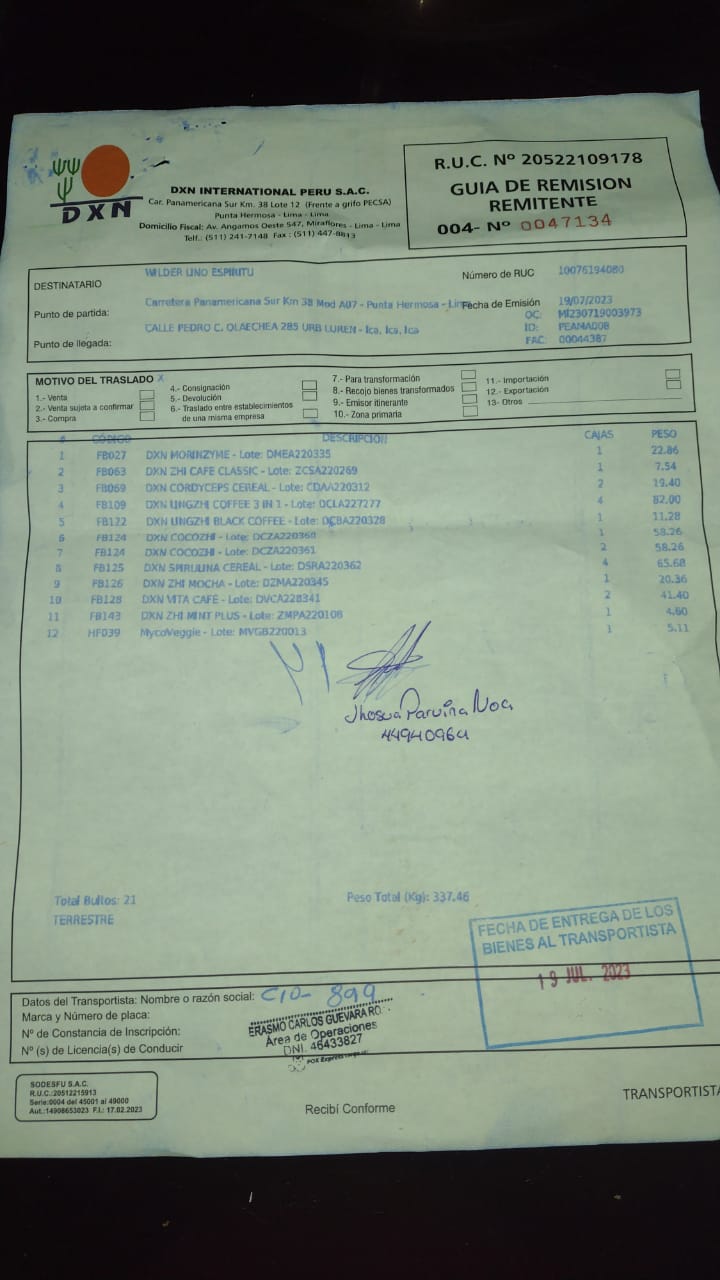 DXN
DXN INTERNATIONAL PERU S.A.C.
Car. Panamericana Sur Km. 38 Lote 12 (Frente a grifo PECSA)
Punta Hermosa - Lima - Lima
Domicilio Fiscal: Av. Angamos Oeste 547, Miraflores - Lima - Lima
Telf.: (511) 241-7148 Fax : (511) 447-8813
R.U.C. Nº 20522109178
GUIA DE REMISION
REMITENTE
004- Nº 0047134
DESTINATARIO WILDER LINO ESPIRITU Número de RUC 10076194080
Punto de partida: Carretera Panamericana Sur Km 38 Mod A07 - Punta Hermosa - Lima Fecha de Emisión 19/07/2023
OC: MI230719003973
Punto de llegada: CALLE PEDRO C. OLAECHEA 285 URB LUREN - Ica, Ica, Ica ID: PEAMA008
FAC: 00044387
MOTIVO DEL TRASLADO X
1.- Venta
2.- Venta sujeta a confirmar
3.- Compra
4.- Consignación
5.- Devolución
6.- Traslado entre establecimientos
de una misma empresa
7.- Para transformación
8.- Recojo bienes transformados
9.- Emisor itinerante
10.- Zona primaria
11.- Importación
12.- Exportación
13- Otros
# CÓDIGO DESCRIPCIÓN CAJAS PESO
1 FB027 DXN MORINZYME - Lote: DMEA220335 1 22.86
2 FB063 DXN ZHI CAFE CLASSIC - Lote: ZCSA220269 1 7.54
3 FB069 DXN CORDYCEPS CEREAL - Lote: CDAA220312 2 19.40
4 FB109 DXN LINGZHI COFFEE 3 IN 1 - Lote: DCLA227277 4 82.00
5 FB122 DXN LINGZHI BLACK COFFEE - Lote: DCBA220328 1 11.28
6 FB124 DXN COCOZHI - Lote: DCZA220360 1 58.26
7 FB124 DXN COCOZHI - Lote: DCZA220361 2 58.26
8 FB125 DXN SPIRULINA CEREAL - Lote: DSRA220362 4 65.68
9 FB126 DXN ZHI MOCHA - Lote: DZMA220345 1 20.36
10 FB128 DXN VITA CAFE - Lote: DVCA228341 2 41.40
11 FB143 DXN ZHI MINT PLUS - Lote: ZMPA220108 1 4.60
12 HF039 MycoVeggie - Lote: MVGB220013 1 5.11
Jhosua Parvina Noa
44940964
Total Bultos: 21 Peso Total (Kg): 337.46
TERRESTRE
FECHA DE ENTREGA DE LOS
BIENES AL TRANSPORTISTA
19 JUL. 2023
Datos del Transportista: Nombre o razón social: C10- 899
Marca y Número de placa:
Nº de Constancia de Inscripción:
Nº (s) de Licencia(s) de Conducir
ERASMO CARLOS GUEVARA RO
Área de Operaciones
DNI. 46433827
SODESFU S.A.C.
R.U.C.:20512215913
Serie:0004 del 45001 al 49000
Aut.:14908653023 F.I.: 17.02.2023
Recibí Conforme
TRANSPORTISTA